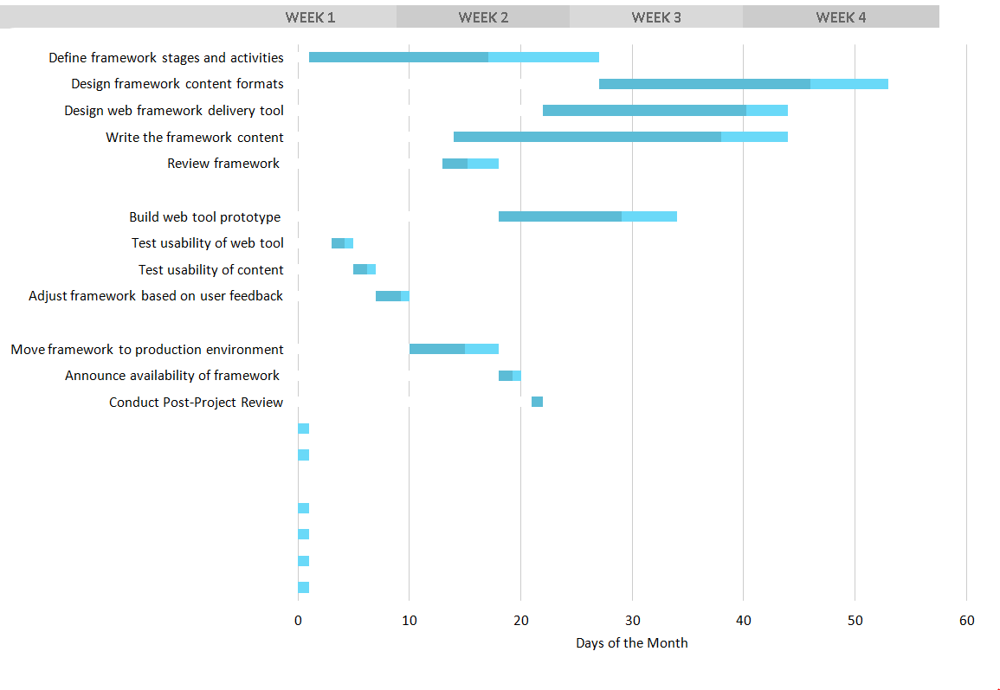 WEEK 1 WEEK 2 WEEK 3 WEEK 4
Define framework stages and activities
Design framework content formats
Design web framework delivery tool
Write the framework content
Review framework
Build web tool prototype
Test usability of web tool
Test usability of content
Adjust framework based on user feedback
Move framework to production environment
Announce availability of framework
Conduct Post-Project Review
0 10 20 30 40 50 60
Days of the Month